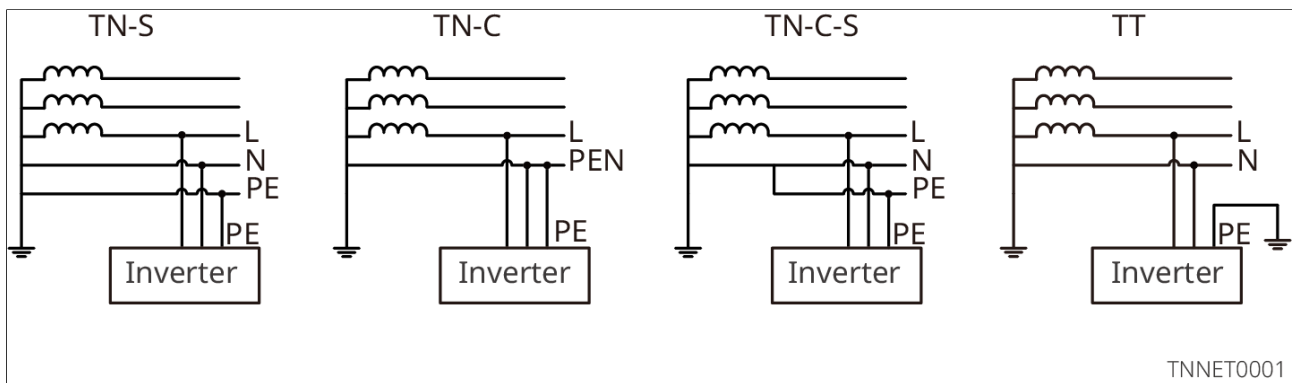 TN-S
TN-C
TN-C-S
TT
L
N
PE
PE
Inverter
L
PEN
PE
Inverter
L
N
PE
PE
Inverter
L
N
PE
Inverter
TNNET0001